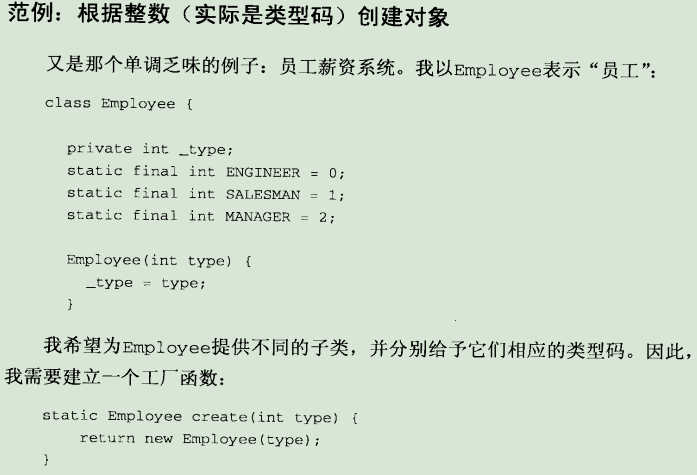 范例：根据整数（实际是类型码）创建对象
又是那个单调乏味的例子：员工薪资系统。我以Employee表示“员工”：
class Employee {
private int _type;
static final int ENGINEER = 0;
static final int SALESMAN = 1;
static final int MANAGER = 2;
Employee(int type) {
_type = type;
}
我希望为Employee提供不同的子类，并分别给予它们相应的类型码。因此，
我需要建立一个工厂函数：
static Employee create(int type) {
return new Employee(type);
}